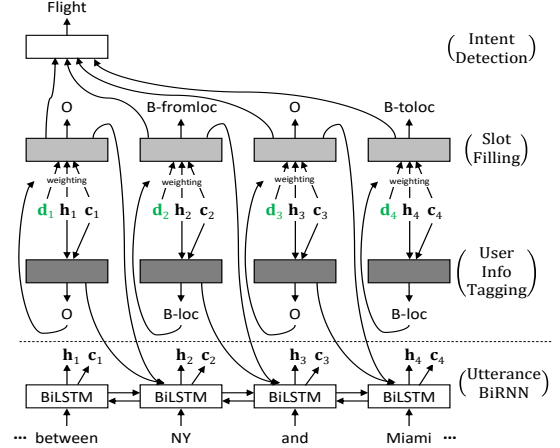 Flight
(Intent Detection)
O B-fromloc O B-toloc
(Slot Filling)
weighting weighting weighting weighting
d₁ h₁ c₁ d₂ h₂ c₂ d₃ h₃ c₃ d₄ h₄ c₄
(User Info Tagging)
O B-loc O B-loc
h₁ c₁ h₂ c₂ h₃ c₃ h₄ c₄
BiLSTM BiLSTM BiLSTM BiLSTM
(Utterance BiRNN)
... between NY and Miami ...